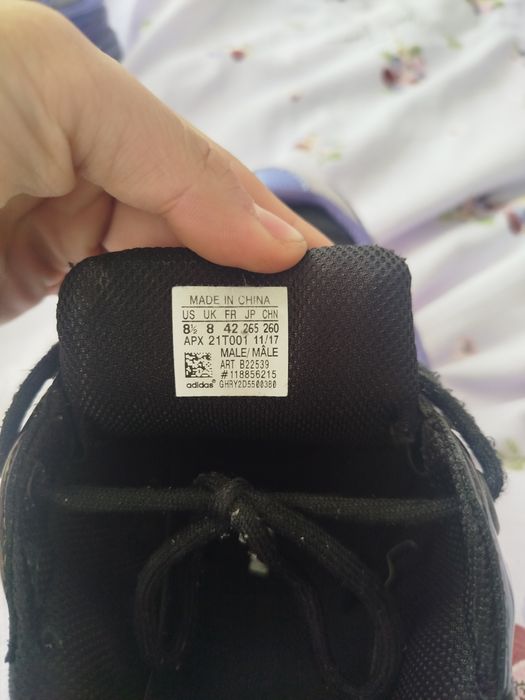 MADE IN CHINA
US UK FR JP CHN
8½ 8 42 265 260
APX 21T001 11/17
MALE/MÂLE
ART B22539
#118856215
adidas® GHRY2D5500380